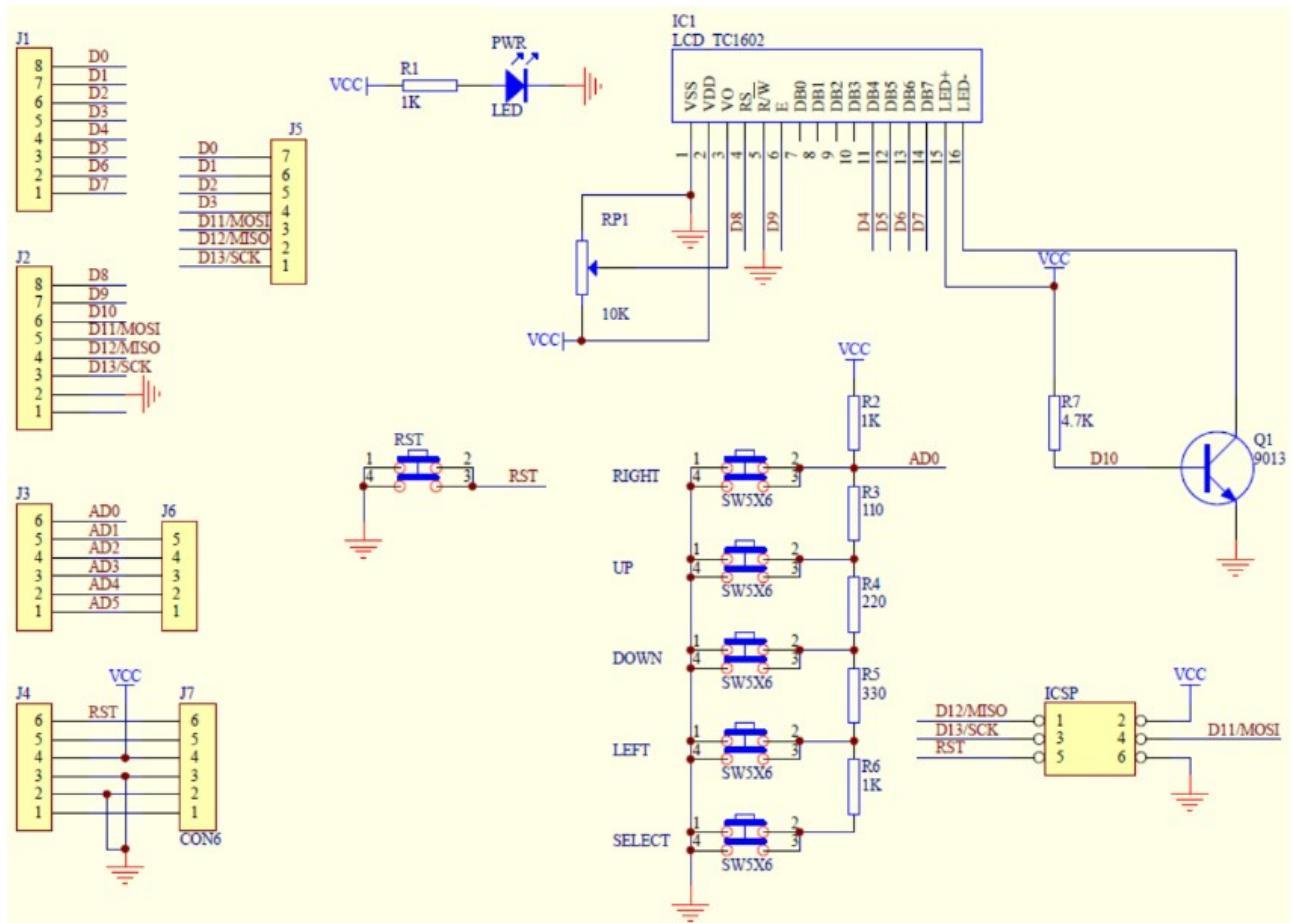 J1
8 D0
7 D1
6 D2
5 D3
4 D4
3 D5
2 D6
1 D7
VCC
R1
1K
PWR
LED
IC1
LCD TC1602
VSS
VDD
VO
RS
R/W
E
DB0
DB1
DB2
DB3
DB4
DB5
DB6
DB7
LED+
LED-
1
2
3
4
5
6
7
8
9
10
11
12
13
14
15
16
D8
D9
D4
D5
D6
D7
J5
D0 7
D1 6
D2 5
D3 4
D11/MOSI 3
D12/MISO 2
D13/SCK 1
RP1
10K
VCC
J2
8 D8
7 D9
6 D10
5 D11/MOSI
4 D12/MISO
3 D13/SCK
2
1
VCC
R7
4.7K
D10
Q1
9013
RST
1 2
4 3
RST
VCC
R2
1K
RIGHT
1 2
4 3
SW5X6
AD0
R3
110
UP
1 2
4 3
SW5X6
R4
220
DOWN
1 2
4 3
SW5X6
R5
330
LEFT
1 2
4 3
SW5X6
R6
1K
SELECT
1 2
4 3
SW5X6
J3
J6
6 AD0
5 AD1 5
4 AD2 4
3 AD3 3
2 AD4 2
1 AD5 1
VCC
J4
J7
6 RST 6
5 5
4 4
3 3
2 2
1 1
CON6
ICSP
VCC
D12/MISO 1 2
D13/SCK 3 4 D11/MOSI
RST 5 6